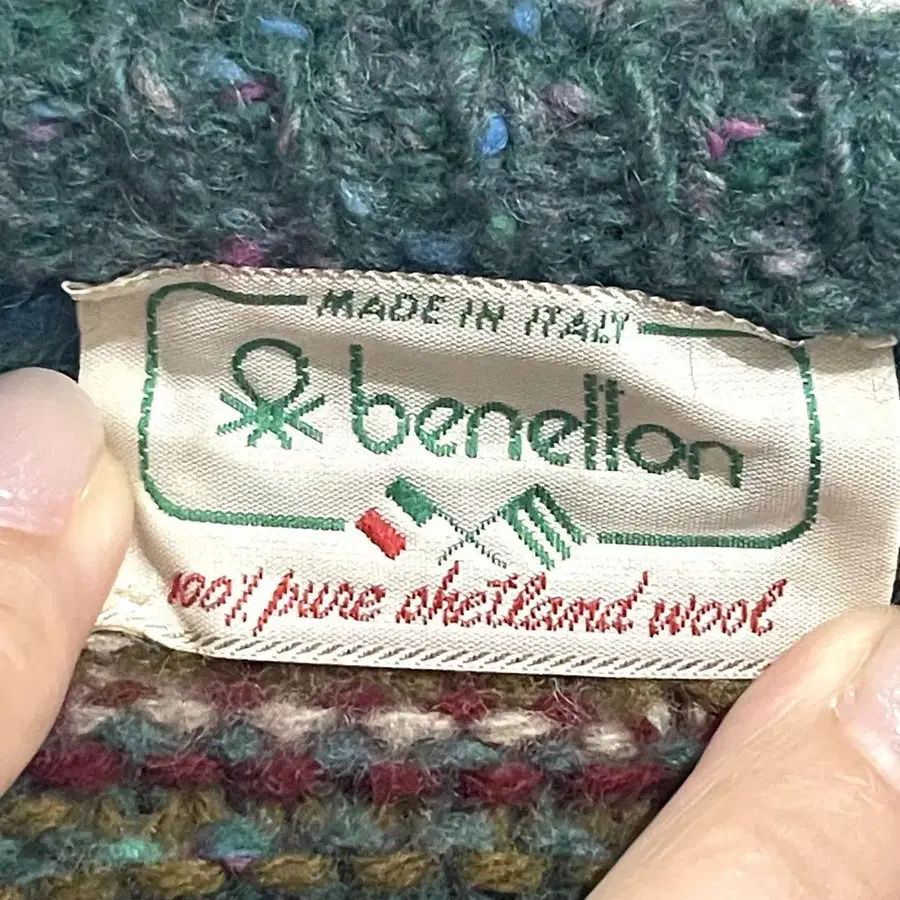 MADE IN ITALY
benetton
100% pure shetland wool